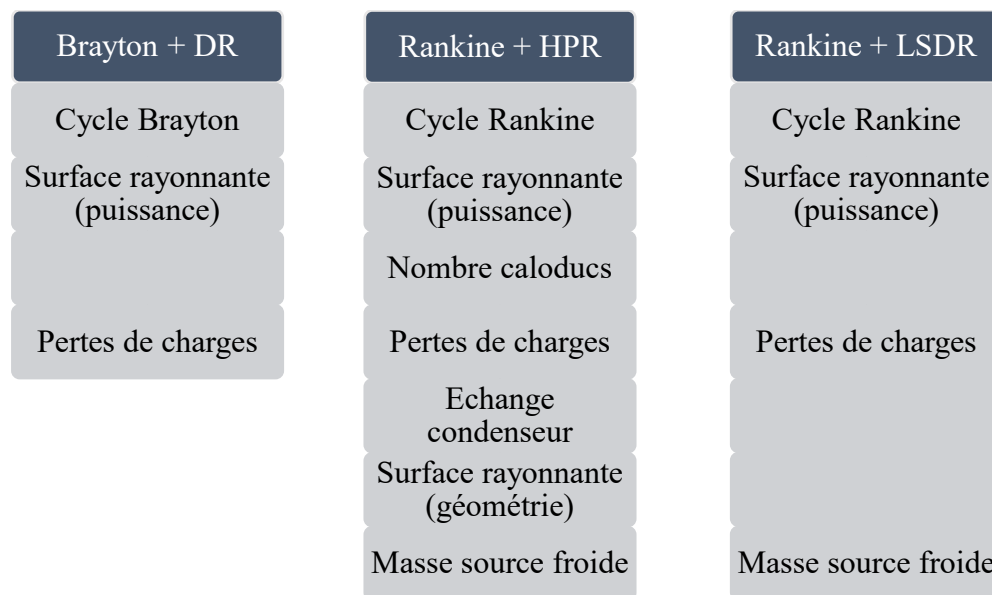 Brayton + DR
Cycle Brayton
Surface rayonnante
(puissance)
Pertes de charges
Rankine + HPR
Cycle Rankine
Surface rayonnante
(puissance)
Nombre caloducs
Pertes de charges
Echange
condenseur
Surface rayonnante
(géométrie)
Masse source froide
Rankine + LSDR
Cycle Rankine
Surface rayonnante
(puissance)
Pertes de charges
Masse source froide